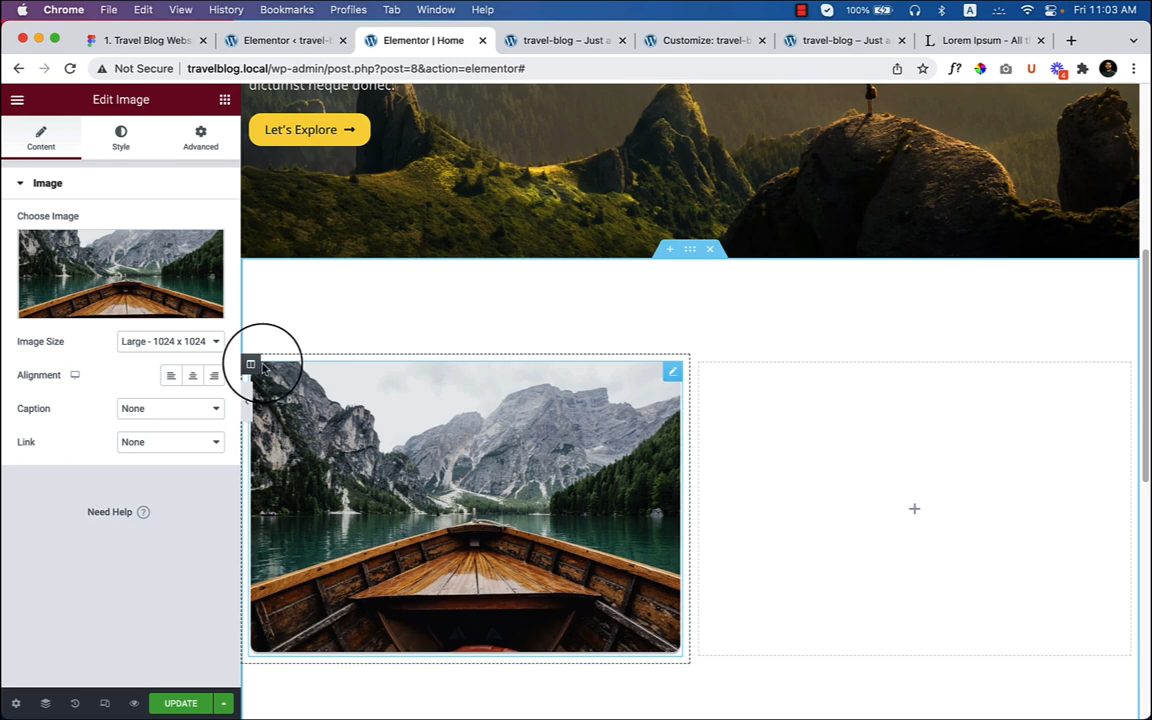 Chrome File Edit View History Bookmarks Profiles Tab Window Help 100% A Fri 11:03 AM
1. Travel Blog Webs
Elementor ‹ travel-b
Elementor | Home
travel-blog – Just a
Customize: travel-b
travel-blog – Just a
Lorem Ipsum - All t
Not Secure travelblog.local/wp-admin/post.php?post=8&action=elementor#
f?
U
4
Edit Image
Content
Style
Advanced
Image
Choose Image
Image Size
Large - 1024 x 1024
Alignment
Caption
None
Link
None
Need Help ?
UPDATE
dictumst neque donec.
Let's Explore →